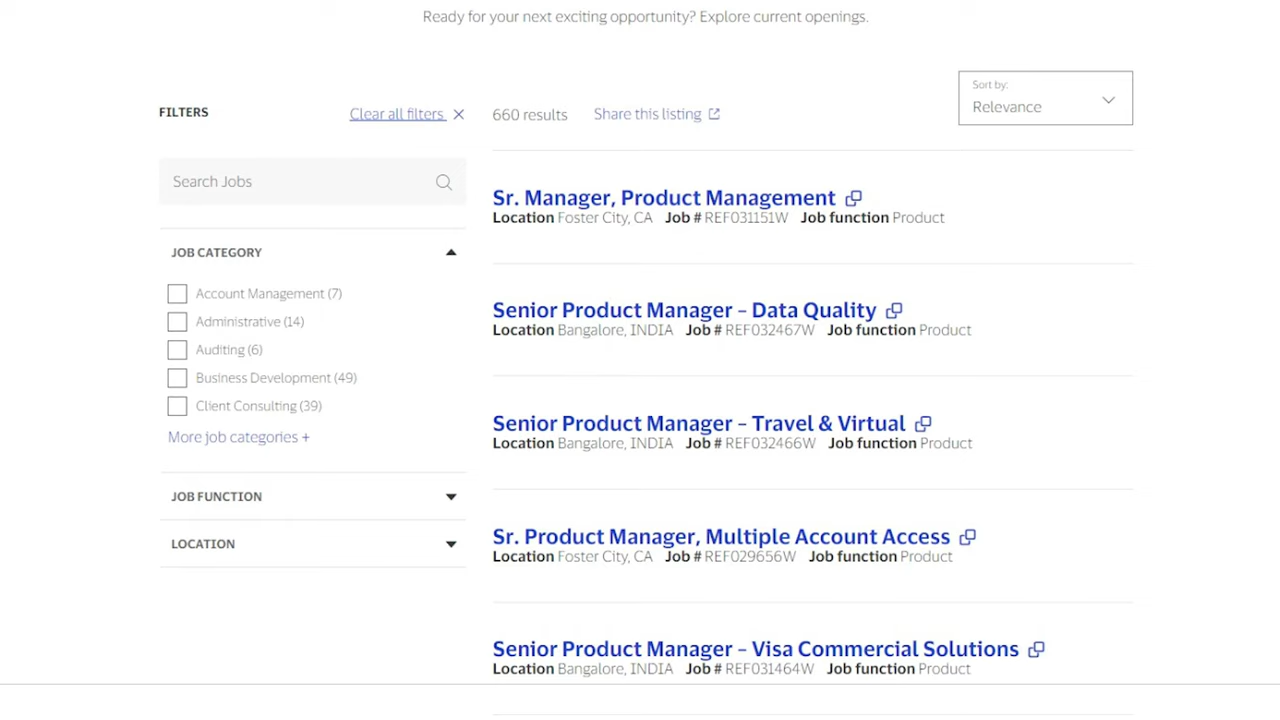 Ready for your next exciting opportunity? Explore current openings.
FILTERS
Clear all filters
660 results
Share this listing
Sort by:
Relevance
Search Jobs
JOB CATEGORY
Account Management (7)
Administrative (14)
Auditing (6)
Business Development (49)
Client Consulting (39)
More job categories +
JOB FUNCTION
LOCATION
Sr. Manager, Product Management
Location Foster City, CA Job # REF031151W Job function Product
Senior Product Manager – Data Quality
Location Bangalore, INDIA Job # REF032467W Job function Product
Senior Product Manager – Travel & Virtual
Location Bangalore, INDIA Job # REF032466W Job function Product
Sr. Product Manager, Multiple Account Access
Location Foster City, CA Job # REF029656W Job function Product
Senior Product Manager – Visa Commercial Solutions
Location Bangalore, INDIA Job # REF031464W Job function Product